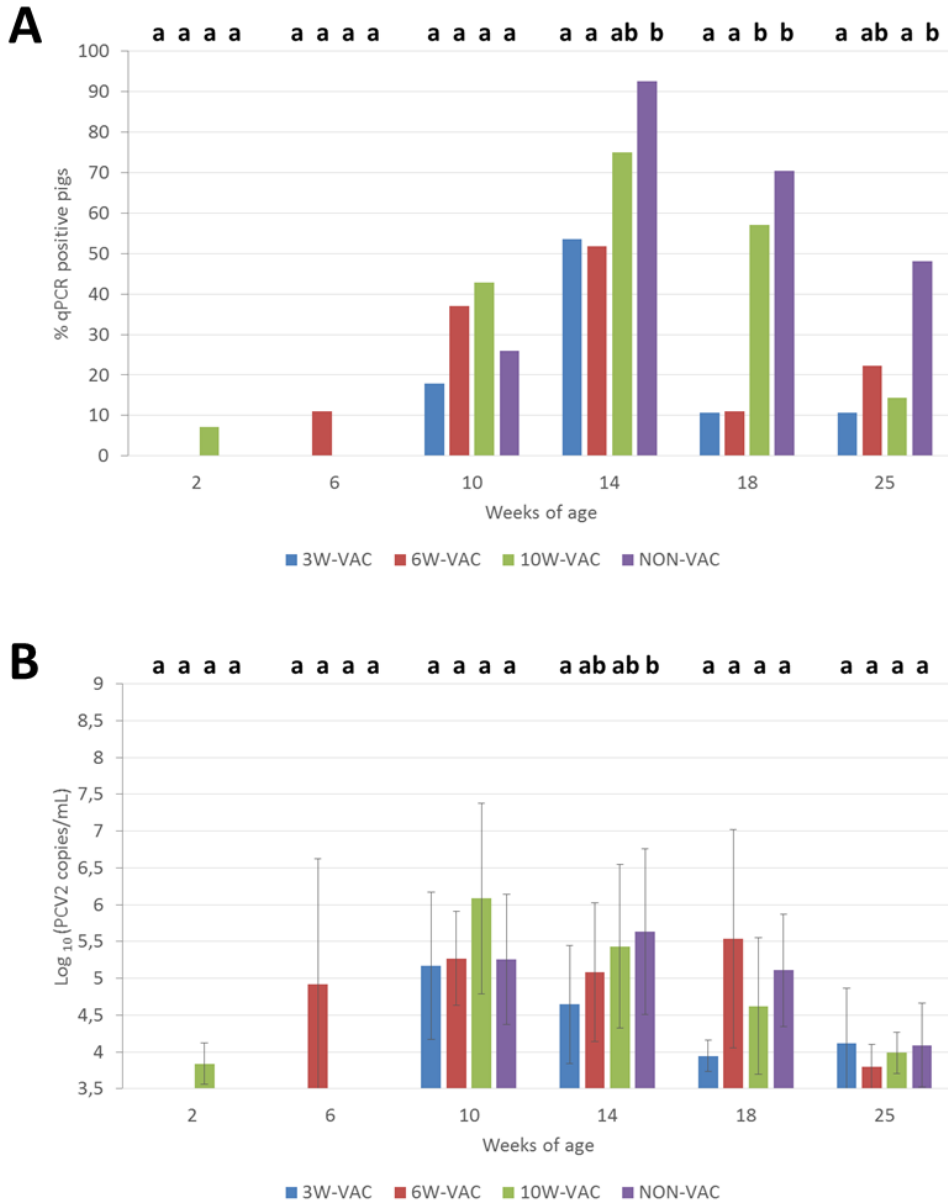 A
a a a a a a a a a a a a a a ab b a a b b a ab a b
100
90
80
70
60
50
40
30
20
10
0
% qPCR positive pigs
2 6 10 14 18 25
Weeks of age
3W-VAC 6W-VAC 10W-VAC NON-VAC
B
a a a a a a a a a a a a a ab ab b a a a a a a a a
9
8,5
8
7,5
7
6,5
6
5,5
5
4,5
4
3,5
Log 10 (PCV2 copies/mL)
2 6 10 14 18 25
Weeks of age
3W-VAC 6W-VAC 10W-VAC NON-VAC